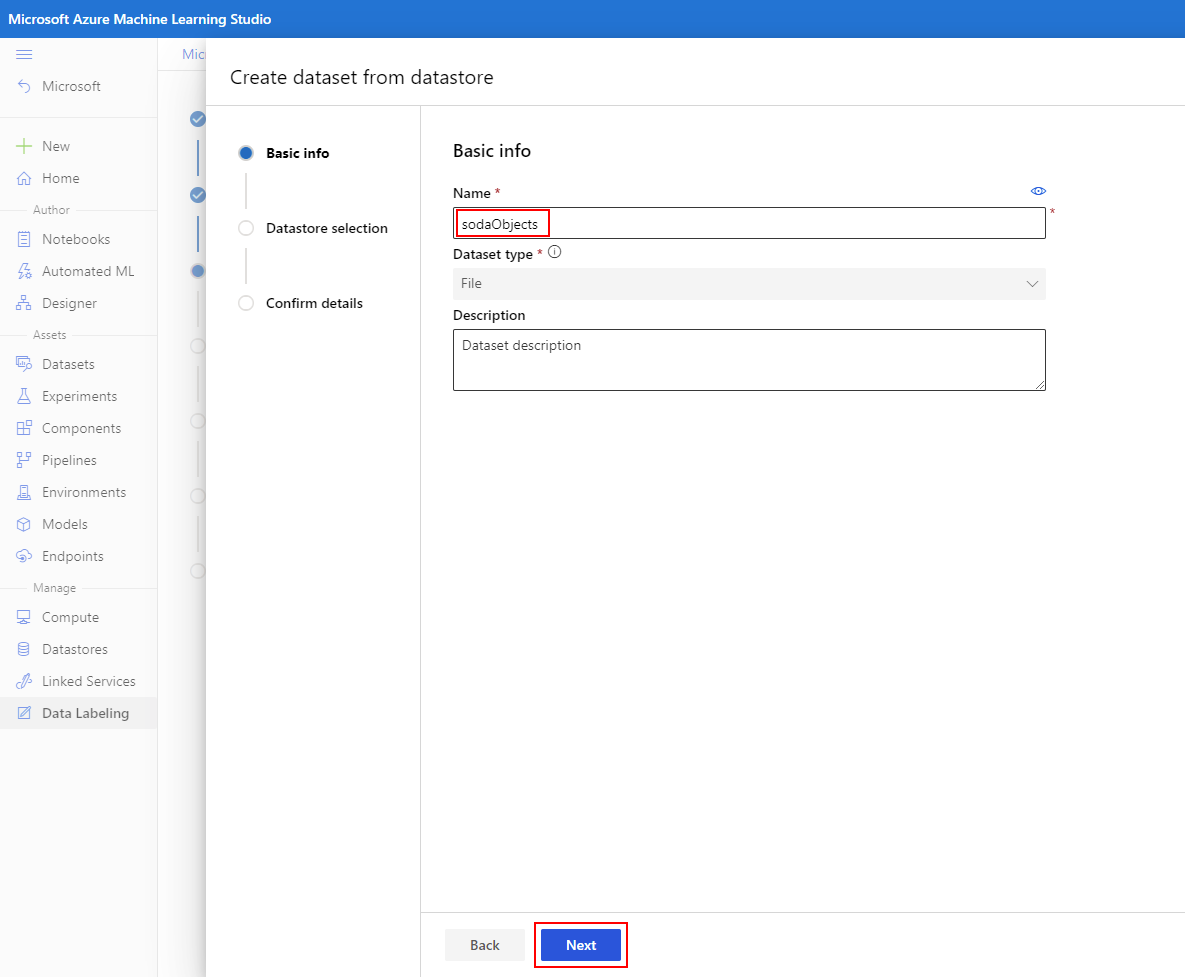 Microsoft Azure Machine Learning Studio
Microsoft
New
Home
Author
Notebooks
Automated ML
Designer
Assets
Datasets
Experiments
Components
Pipelines
Environments
Models
Endpoints
Manage
Compute
Datastores
Linked Services
Data Labeling
Mic
Create dataset from datastore
Basic info
Datastore selection
Confirm details
Basic info
Name *
sodaObjects
*
Dataset type *
File
Description
Dataset description
Back
Next